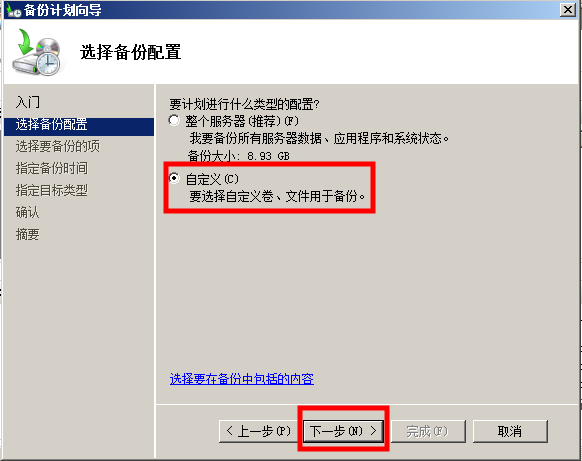 备份计划向导
选择备份配置
入门
选择备份配置
选择要备份的项
指定备份时间
指定目标类型
确认
摘要
要计划进行什么类型的配置?
整个服务器(推荐)(F)
我要备份所有服务器数据、应用程序和系统状态。
备份大小: 8.93 GB
自定义(C)
要选择自定义卷、文件用于备份。
选择要在备份中包括的内容
< 上一步(P)
下一步(N) >
完成(F)
取消